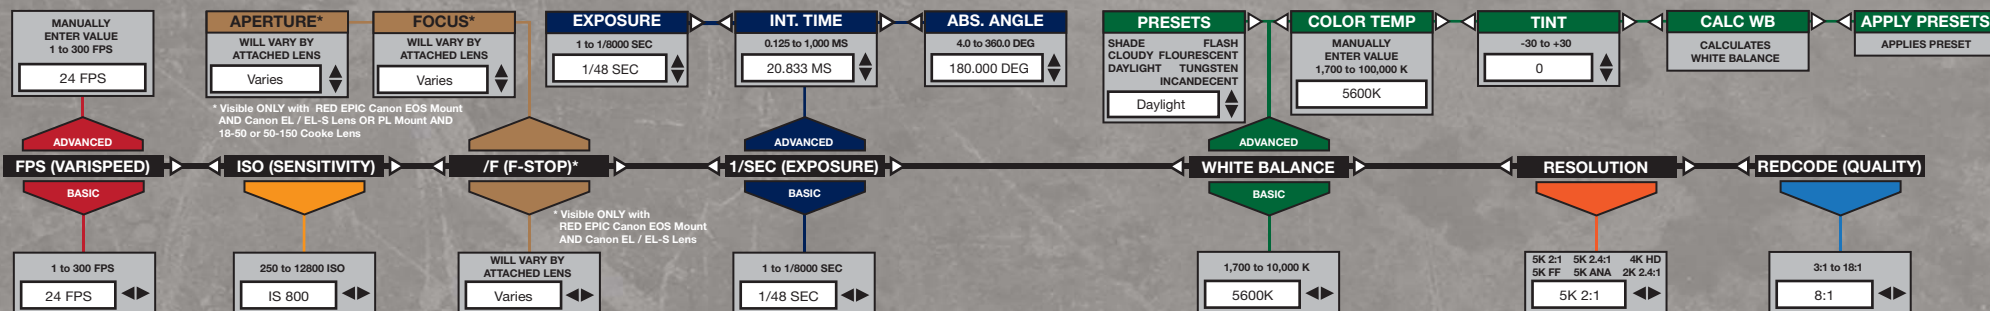 MANUALLY
ENTER VALUE
1 to 300 FPS
24 FPS
APERTURE*
WILL VARY BY
ATTACHED LENS
Varies
FOCUS*
WILL VARY BY
ATTACHED LENS
Varies
* Visible ONLY with RED EPIC Canon EOS Mount
AND Canon EL / EL-S Lens OR PL Mount AND
18-50 or 50-150 Cooke Lens
EXPOSURE
1 to 1/8000 SEC
1/48 SEC
INT. TIME
0.125 to 1,000 MS
20.833 MS
ABS. ANGLE
4.0 to 360.0 DEG
180.000 DEG
PRESETS
SHADE FLASH
CLOUDY FLOURESCENT
DAYLIGHT TUNGSTEN
INCANDECENT
Daylight
COLOR TEMP
MANUALLY
ENTER VALUE
1,700 to 100,000 K
5600K
TINT
-30 to +30
0
CALC WB
CALCULATES
WHITE BALANCE
APPLY PRESETS
APPLIES PRESET
ADVANCED
ADVANCED
ADVANCED
FPS (VARISPEED)
ISO (SENSITIVITY)
/F (F-STOP)*
1/SEC (EXPOSURE)
WHITE BALANCE
RESOLUTION
REDCODE (QUALITY)
BASIC
BASIC
BASIC
* Visible ONLY with
RED EPIC Canon EOS Mount
AND Canon EL / EL-S Lens
1 to 300 FPS
24 FPS
250 to 12800 ISO
IS 800
WILL VARY BY
ATTACHED LENS
Varies
1 to 1/8000 SEC
1/48 SEC
1,700 to 10,000 K
5600K
5K 2:1 5K 2.4:1 4K HD
5K FF 5K ANA 2K 2.4:1
5K 2:1
3:1 to 18:1
8:1